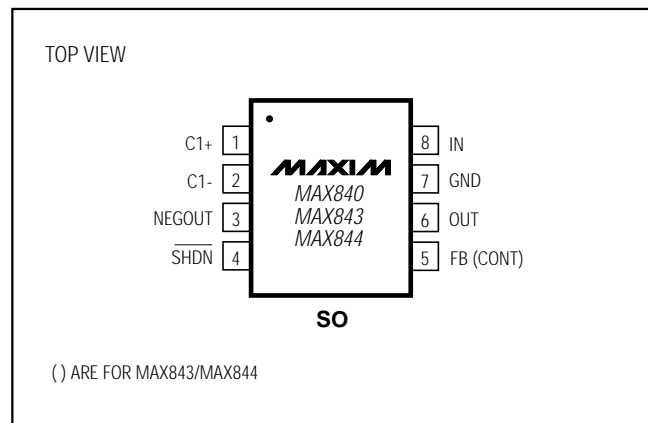 TOP VIEW
C1+ 1
C1- 2
NEGOUT 3
SHDN 4
MAXIM
MAX840
MAX843
MAX844
8 IN
7 GND
6 OUT
5 FB (CONT)
SO
( ) ARE FOR MAX843/MAX844